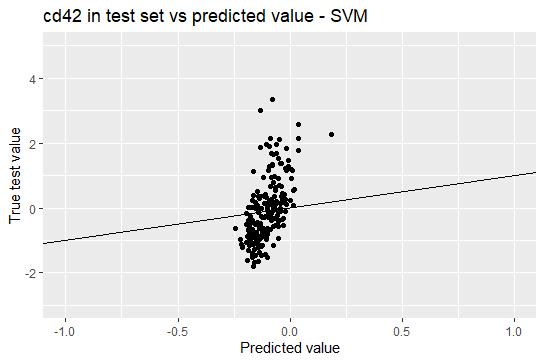 cd42 in test set vs predicted value - SVM
True test value
4
2
0
-2
-1.0 -0.5 0.0 0.5 1.0
Predicted value